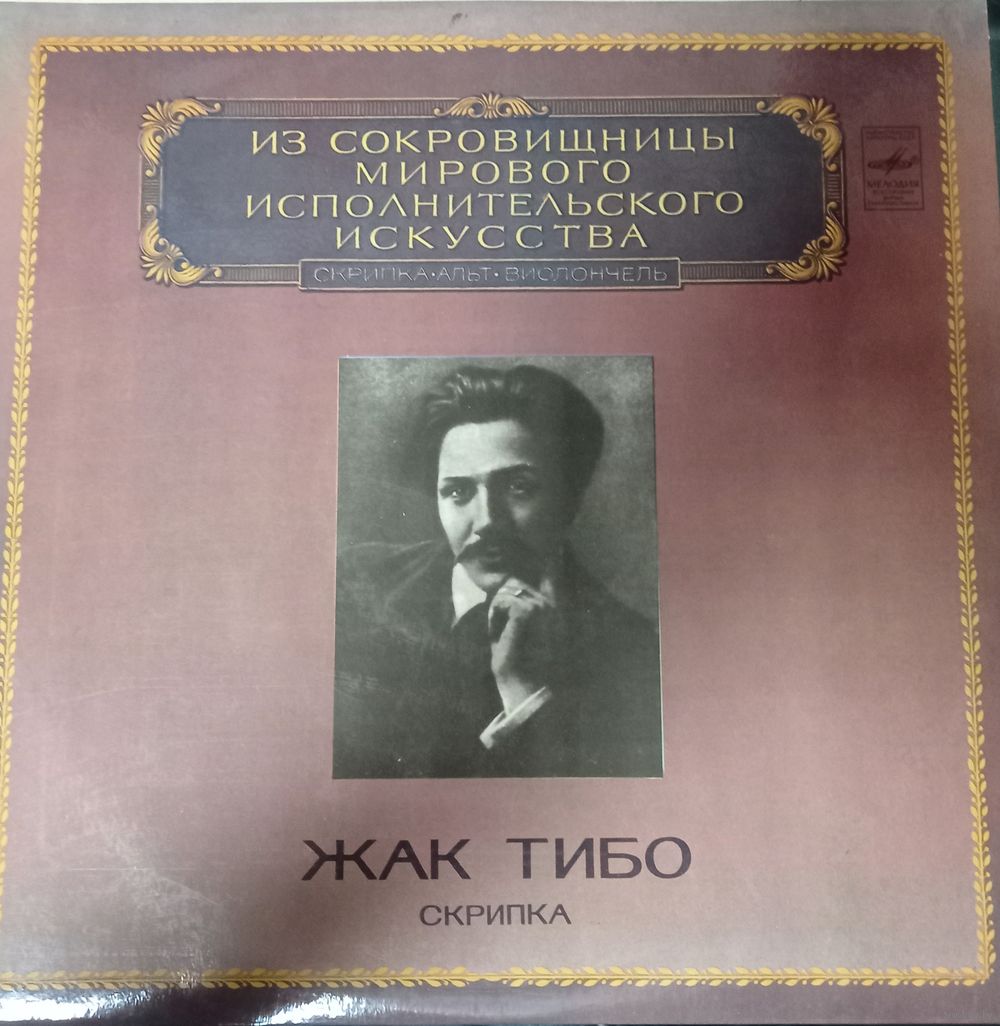 ИЗ СОКРОВИЩНИЦЫ
МИРОВОГО
ИСПОЛНИТЕЛЬСКОГО
ИСКУССТВА
СКРИПКА·АЛЬТ·ВИОЛОНЧЕЛЬ
МЕЛОДИЯ
ЖАК ТИБО
СКРИПКА